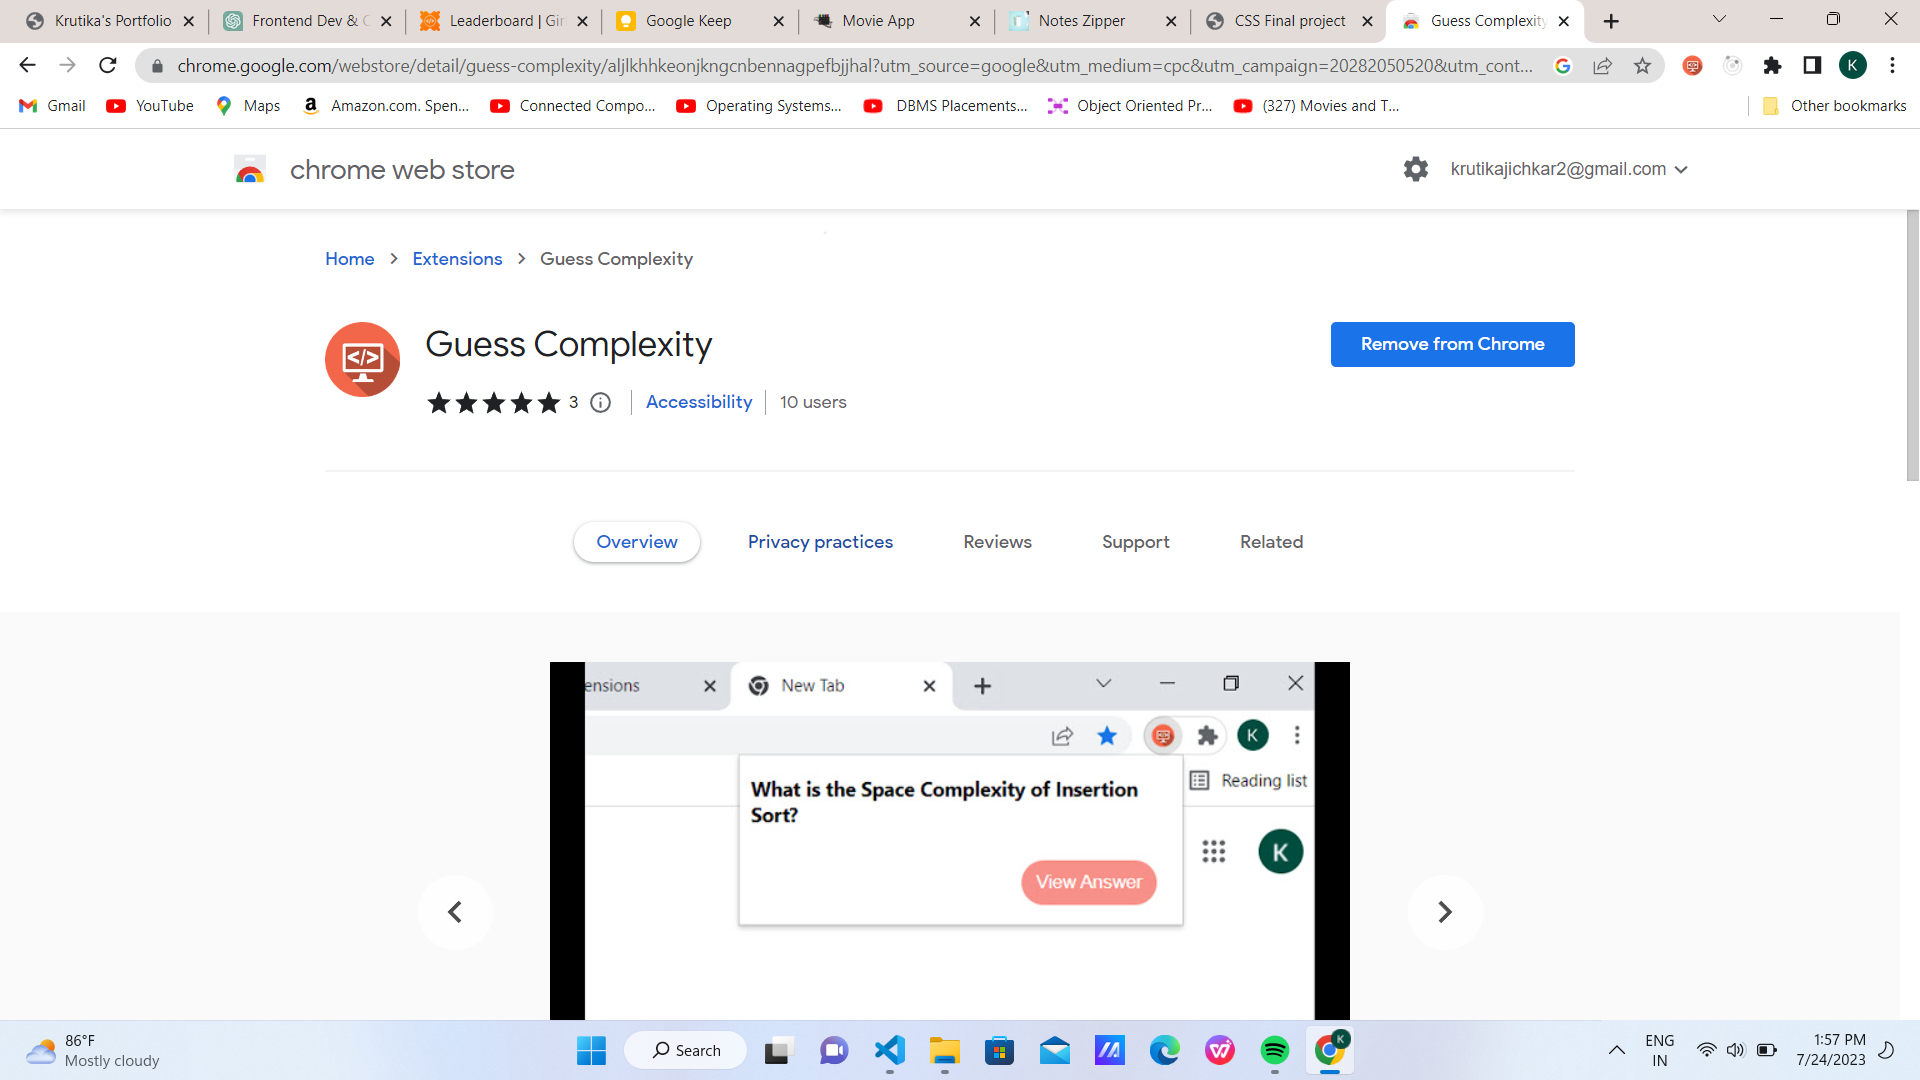 Krutika's Portfolio
Frontend Dev & C
Leaderboard | Gir
Google Keep
Movie App
Notes Zipper
CSS Final project
Guess Complexity
chrome.google.com/webstore/detail/guess-complexity/aljlkhhkeonjkngcnbennagpefbjjhal?utm_source=google&utm_medium=cpc&utm_campaign=20282050520&utm_cont...
K
Gmail
YouTube
Maps
Amazon.com. Spen...
Connected Compo...
Operating Systems...
DBMS Placements...
Object Oriented Pr...
(327) Movies and T...
Other bookmarks
chrome web store
krutikajichkar2@gmail.com
Home
Extensions
Guess Complexity
Guess Complexity
Remove from Chrome
3
Accessibility
10 users
Overview
Privacy practices
Reviews
Support
Related
ensions
New Tab
K
What is the Space Complexity of Insertion
Sort?
Reading list
View Answer
K
86°F
Mostly cloudy
Search
K
ENG
IN
1:57 PM
7/24/2023